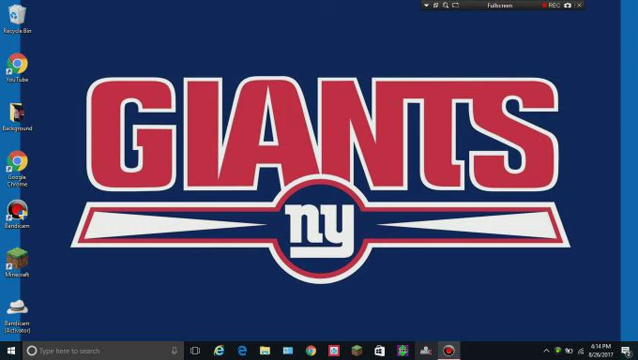 Fullscreen
REC
Recycle Bin
YouTube
Background
Google
Chrome
Bandicam
Minecraft
Bandicam
(Activator)
GIANTS
ny
Type here to search
4:14 PM
8/26/2017